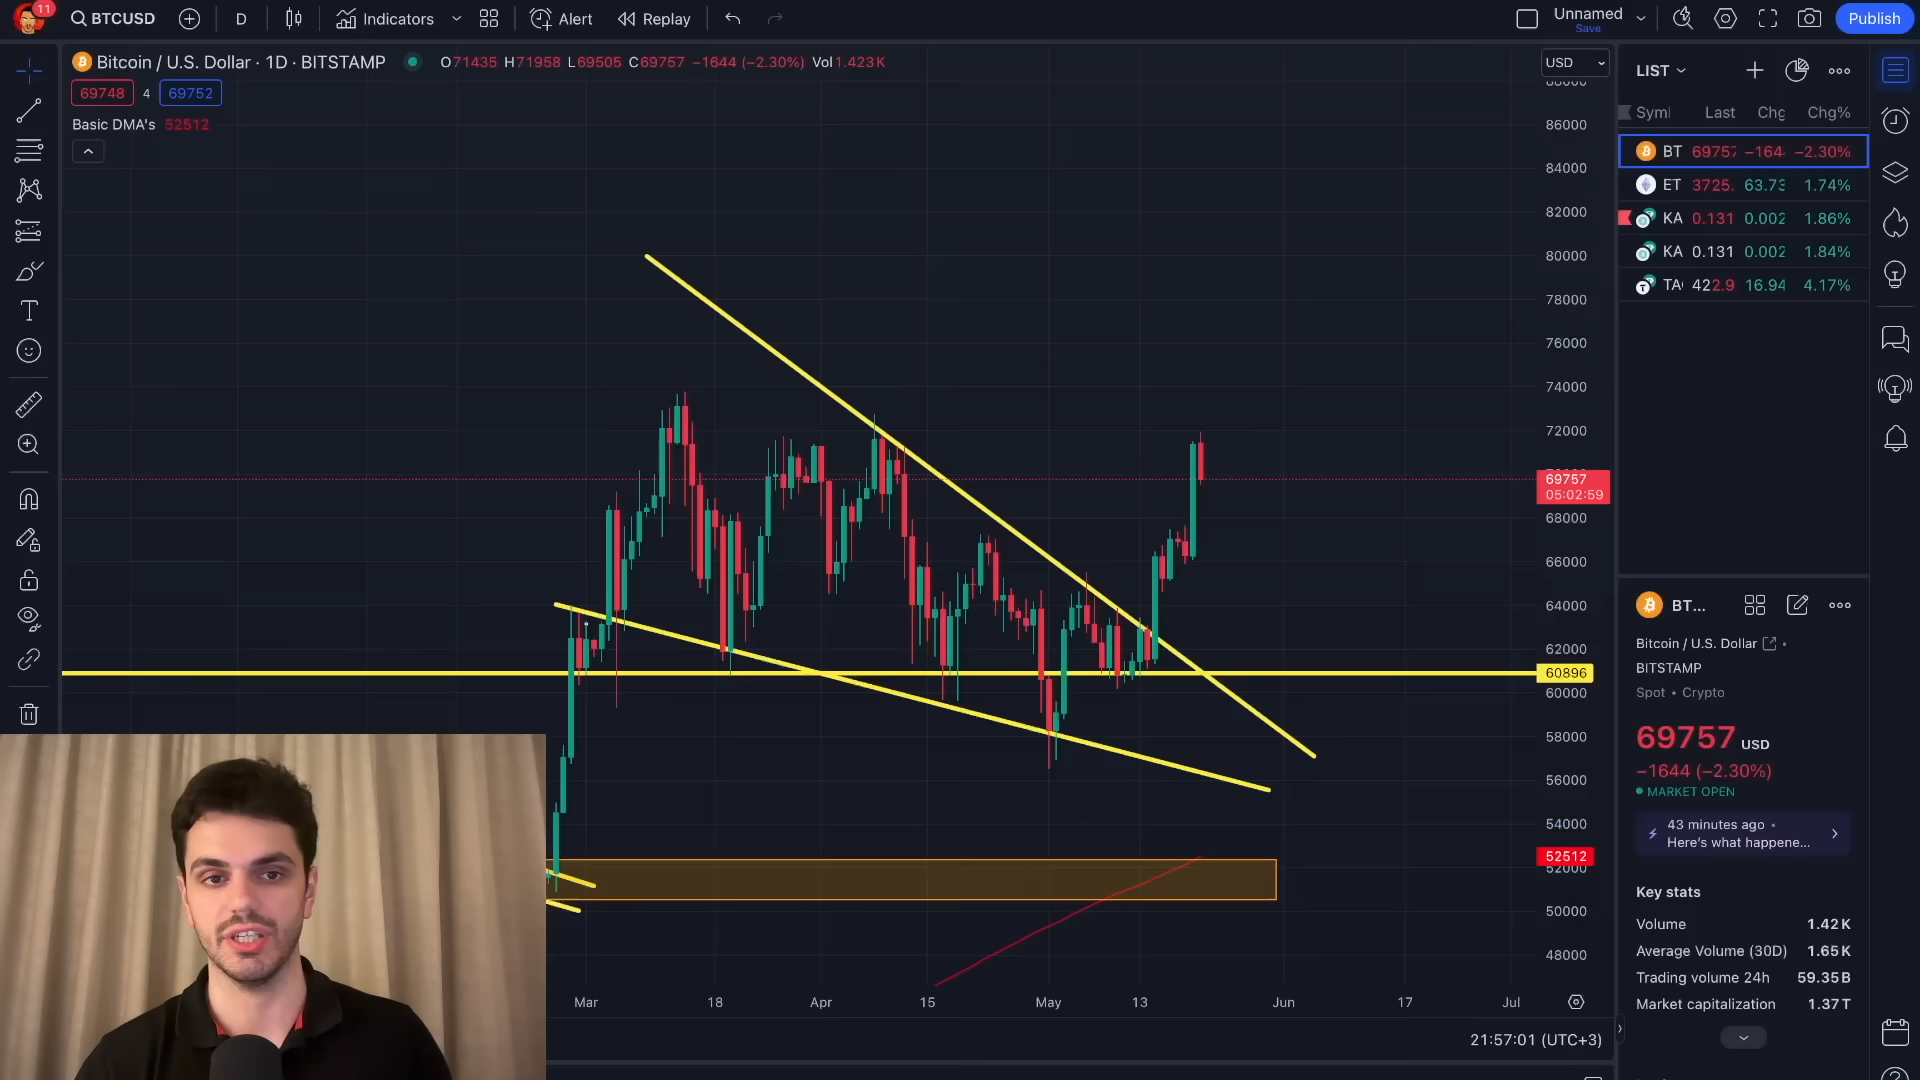 11
BTCUSD
D
Indicators
Alert
Replay
Unnamed
Save
Publish
Bitcoin / U.S. Dollar · 1D · BITSTAMP
O71435 H71958 L69505 C69757 −1644 (−2.30%) Vol1.423K
69748 4 69752
Basic DMA's 52512
USD
86000
84000
82000
80000
78000
76000
74000
72000
69757
05:02:59
68000
66000
64000
62000
60896
60000
58000
56000
54000
52512
52000
50000
48000
Mar 18 Apr 15 May 13 Jun 17 Jul
21:57:01 (UTC+3)
LIST
Symbl Last Chg Chg%
BT 69757 −164 −2.30%
ET 3725. 63.73 1.74%
KA 0.131 0.002 1.86%
KA 0.131 0.002 1.84%
TA 422.9 16.94 4.17%
BT...
Bitcoin / U.S. Dollar •
BITSTAMP
Spot • Crypto
69757 USD
−1644 (−2.30%)
MARKET OPEN
43 minutes ago •
Here's what happene...
Key stats
Volume 1.42K
Average Volume (30D) 1.65K
Trading volume 24h 59.35B
Market capitalization 1.37T